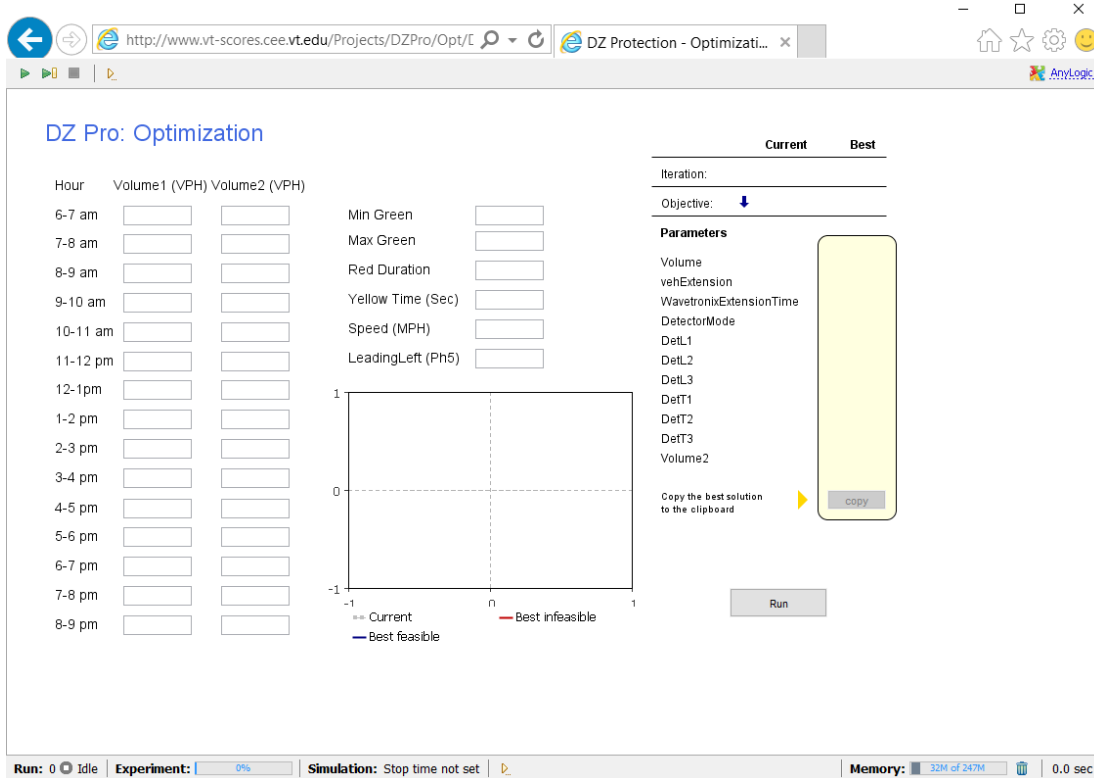 http://www.vt-scores.cee.vt.edu/Projects/DZPro/Opt/
DZ Protection - Optimizati...
AnyLogic
DZ Pro: Optimization
Current Best
Iteration:
Objective:
Parameters
Volume
vehExtension
WavetronixExtensionTime
DetectorMode
DetL1
DetL2
DetL3
DetT1
DetT2
DetT3
Volume2
Copy the best solution
to the clipboard
copy
Run
Hour Volume1 (VPH) Volume2 (VPH)
6-7 am
7-8 am
8-9 am
9-10 am
10-11 am
11-12 pm
12-1pm
1-2 pm
2-3 pm
3-4 pm
4-5 pm
5-6 pm
6-7 pm
7-8 pm
8-9 pm
Min Green
Max Green
Red Duration
Yellow Time (Sec)
Speed (MPH)
LeadingLeft (Ph5)
1
0
-1
-1 0 1
Current
Best infeasible
Best feasible
Run: 0 Idle Experiment: 0% Simulation: Stop time not set Memory: 32M of 247M 0.0 sec